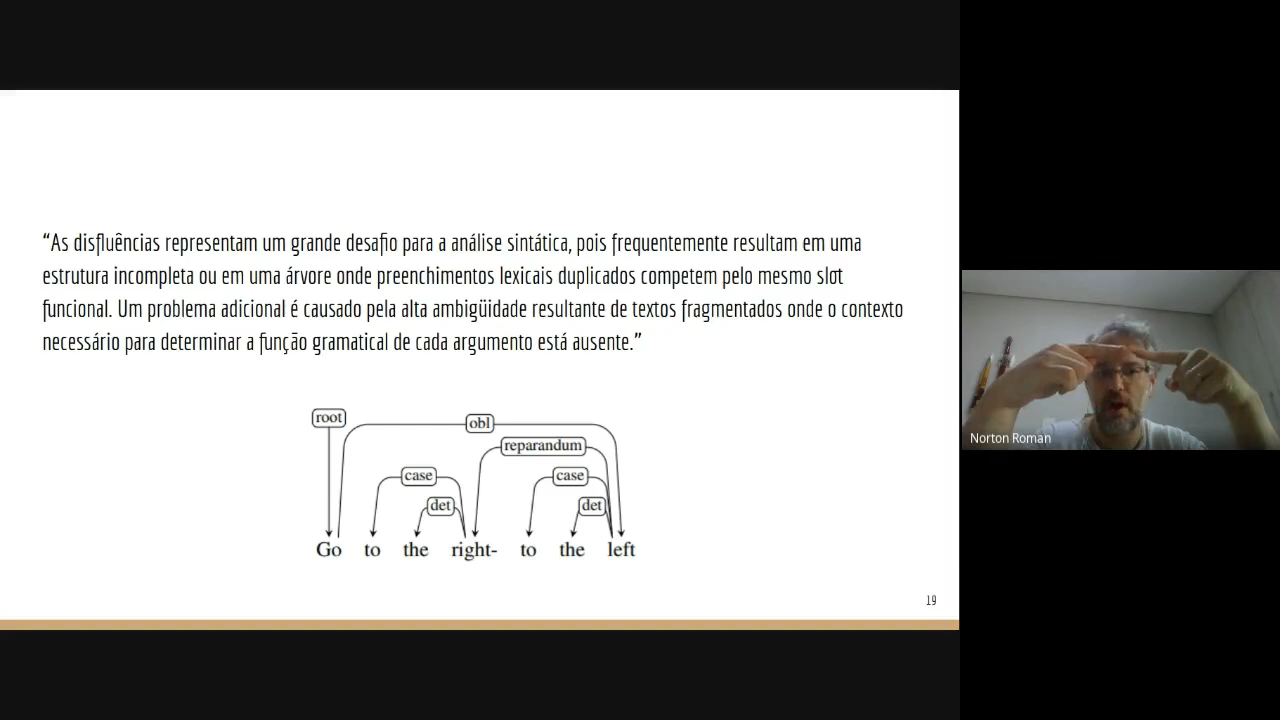 “As disfluências representam um grande desafio para a análise sintática, pois frequentemente resultam em uma
estrutura incompleta ou em uma árvore onde preenchimentos lexicais duplicados competem pelo mesmo slot
funcional. Um problema adicional é causado pela alta ambigüidade resultante de textos fragmentados onde o contexto
necessário para determinar a função gramatical de cada argumento está ausente.”
root
obl
reparandum
case
case
det
det
Go to the right- to the left
19
Norton Roman